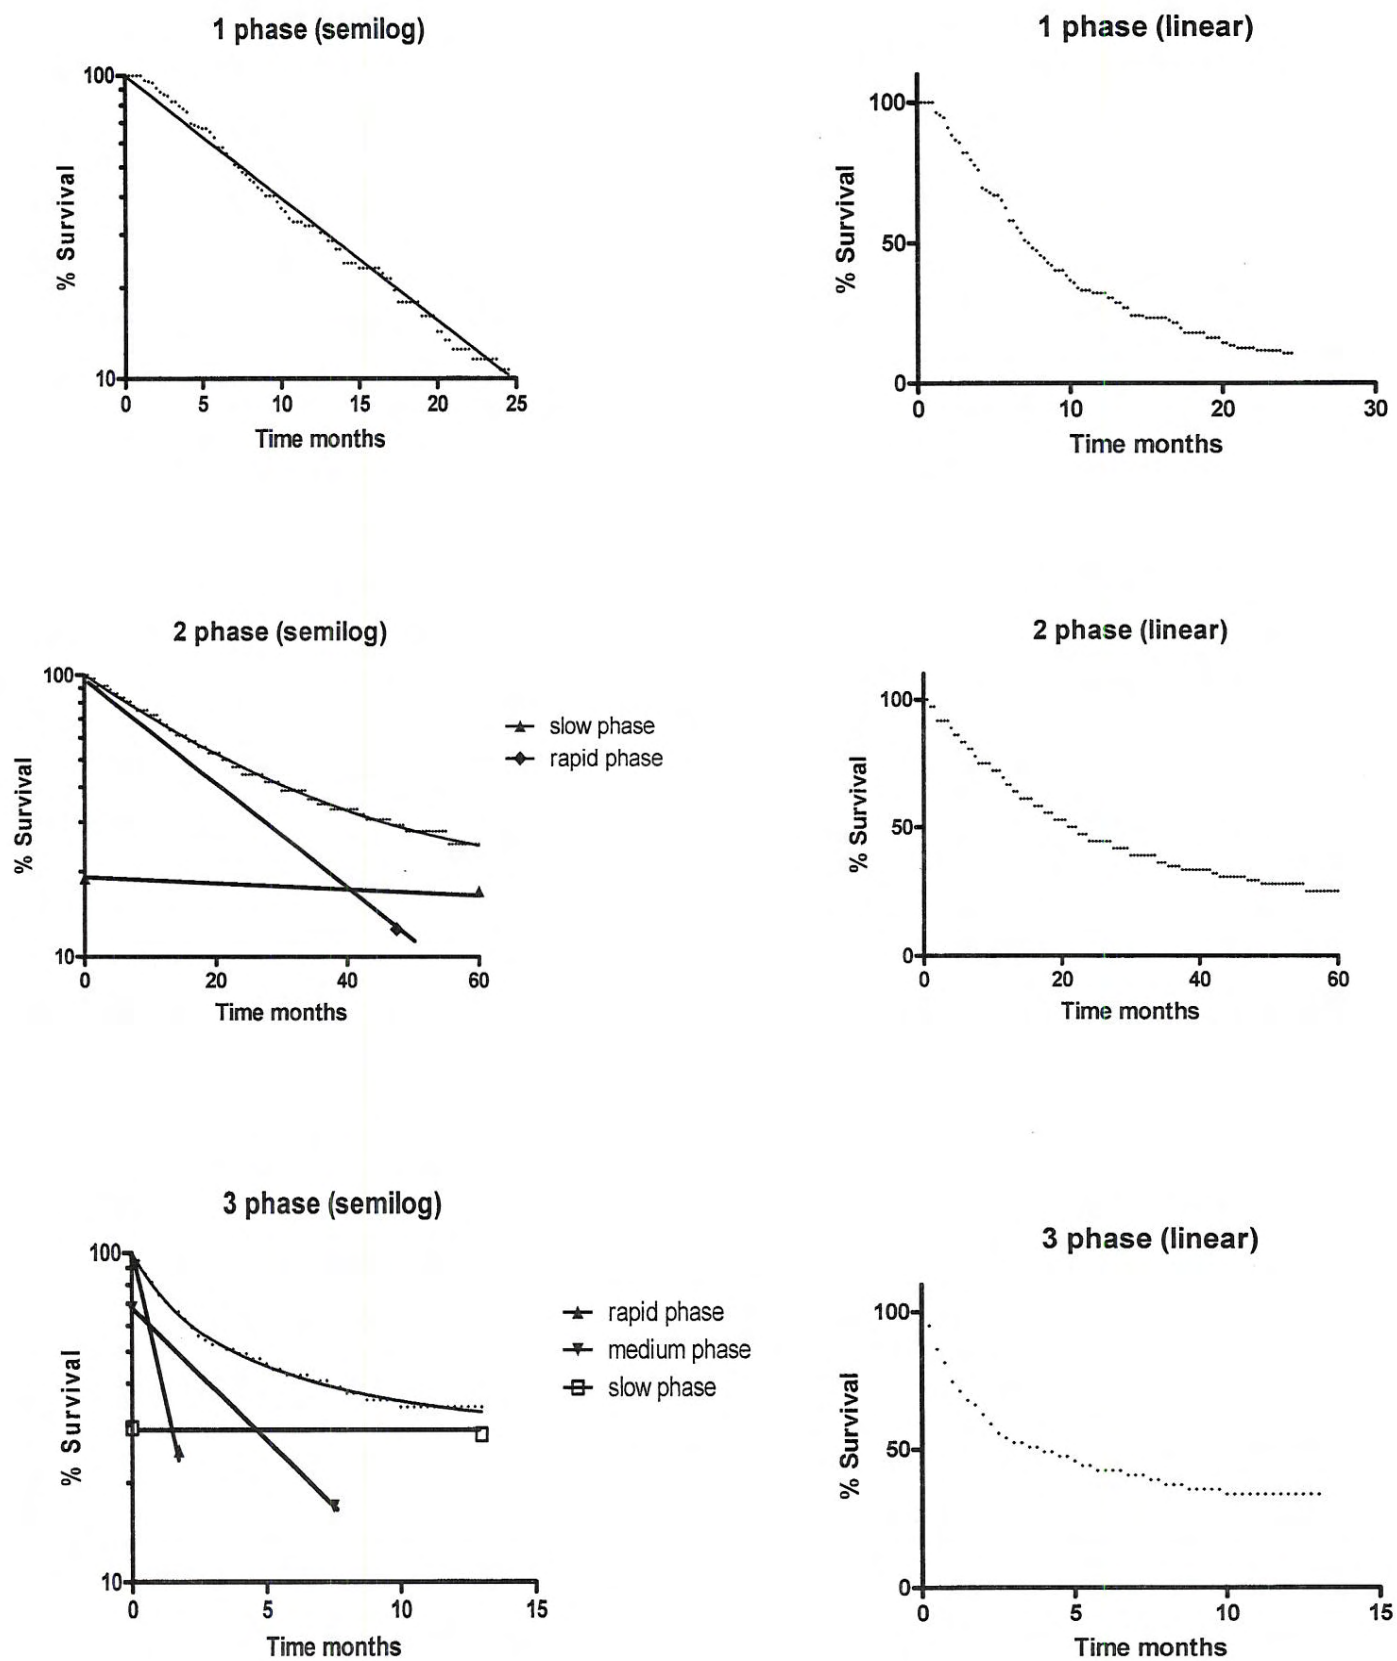 1 phase (semilog)
100
10
% Survival
0 5 10 15 20 25
Time months
1 phase (linear)
100
50
0
% Survival
0 10 20 30
Time months
2 phase (semilog)
100
10
% Survival
0 20 40 60
Time months
slow phase
rapid phase
2 phase (linear)
100
50
0
% Survival
0 20 40 60
Time months
3 phase (semilog)
100
10
% Survival
0 5 10 15
Time months
rapid phase
medium phase
slow phase
3 phase (linear)
100
50
0
% Survival
0 5 10 15
Time months